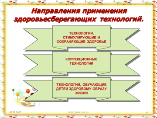 Направления применения
здоровьесберегающих технологий.
ТЕХНОЛОГИИ,
СТИМУЛИРУЮЩИЕ И
СОХРАНЯЮЩИЕ ЗДОРОВЬЕ
КОРРЕКЦИОННЫЕ
ТЕХНОЛОГИИ
ТЕХНОЛОГИИ, ОБУЧАЮЩИЕ
ДЕТЕЙ ЗДОРОВОМУ ОБРАЗУ
ЖИЗНИ